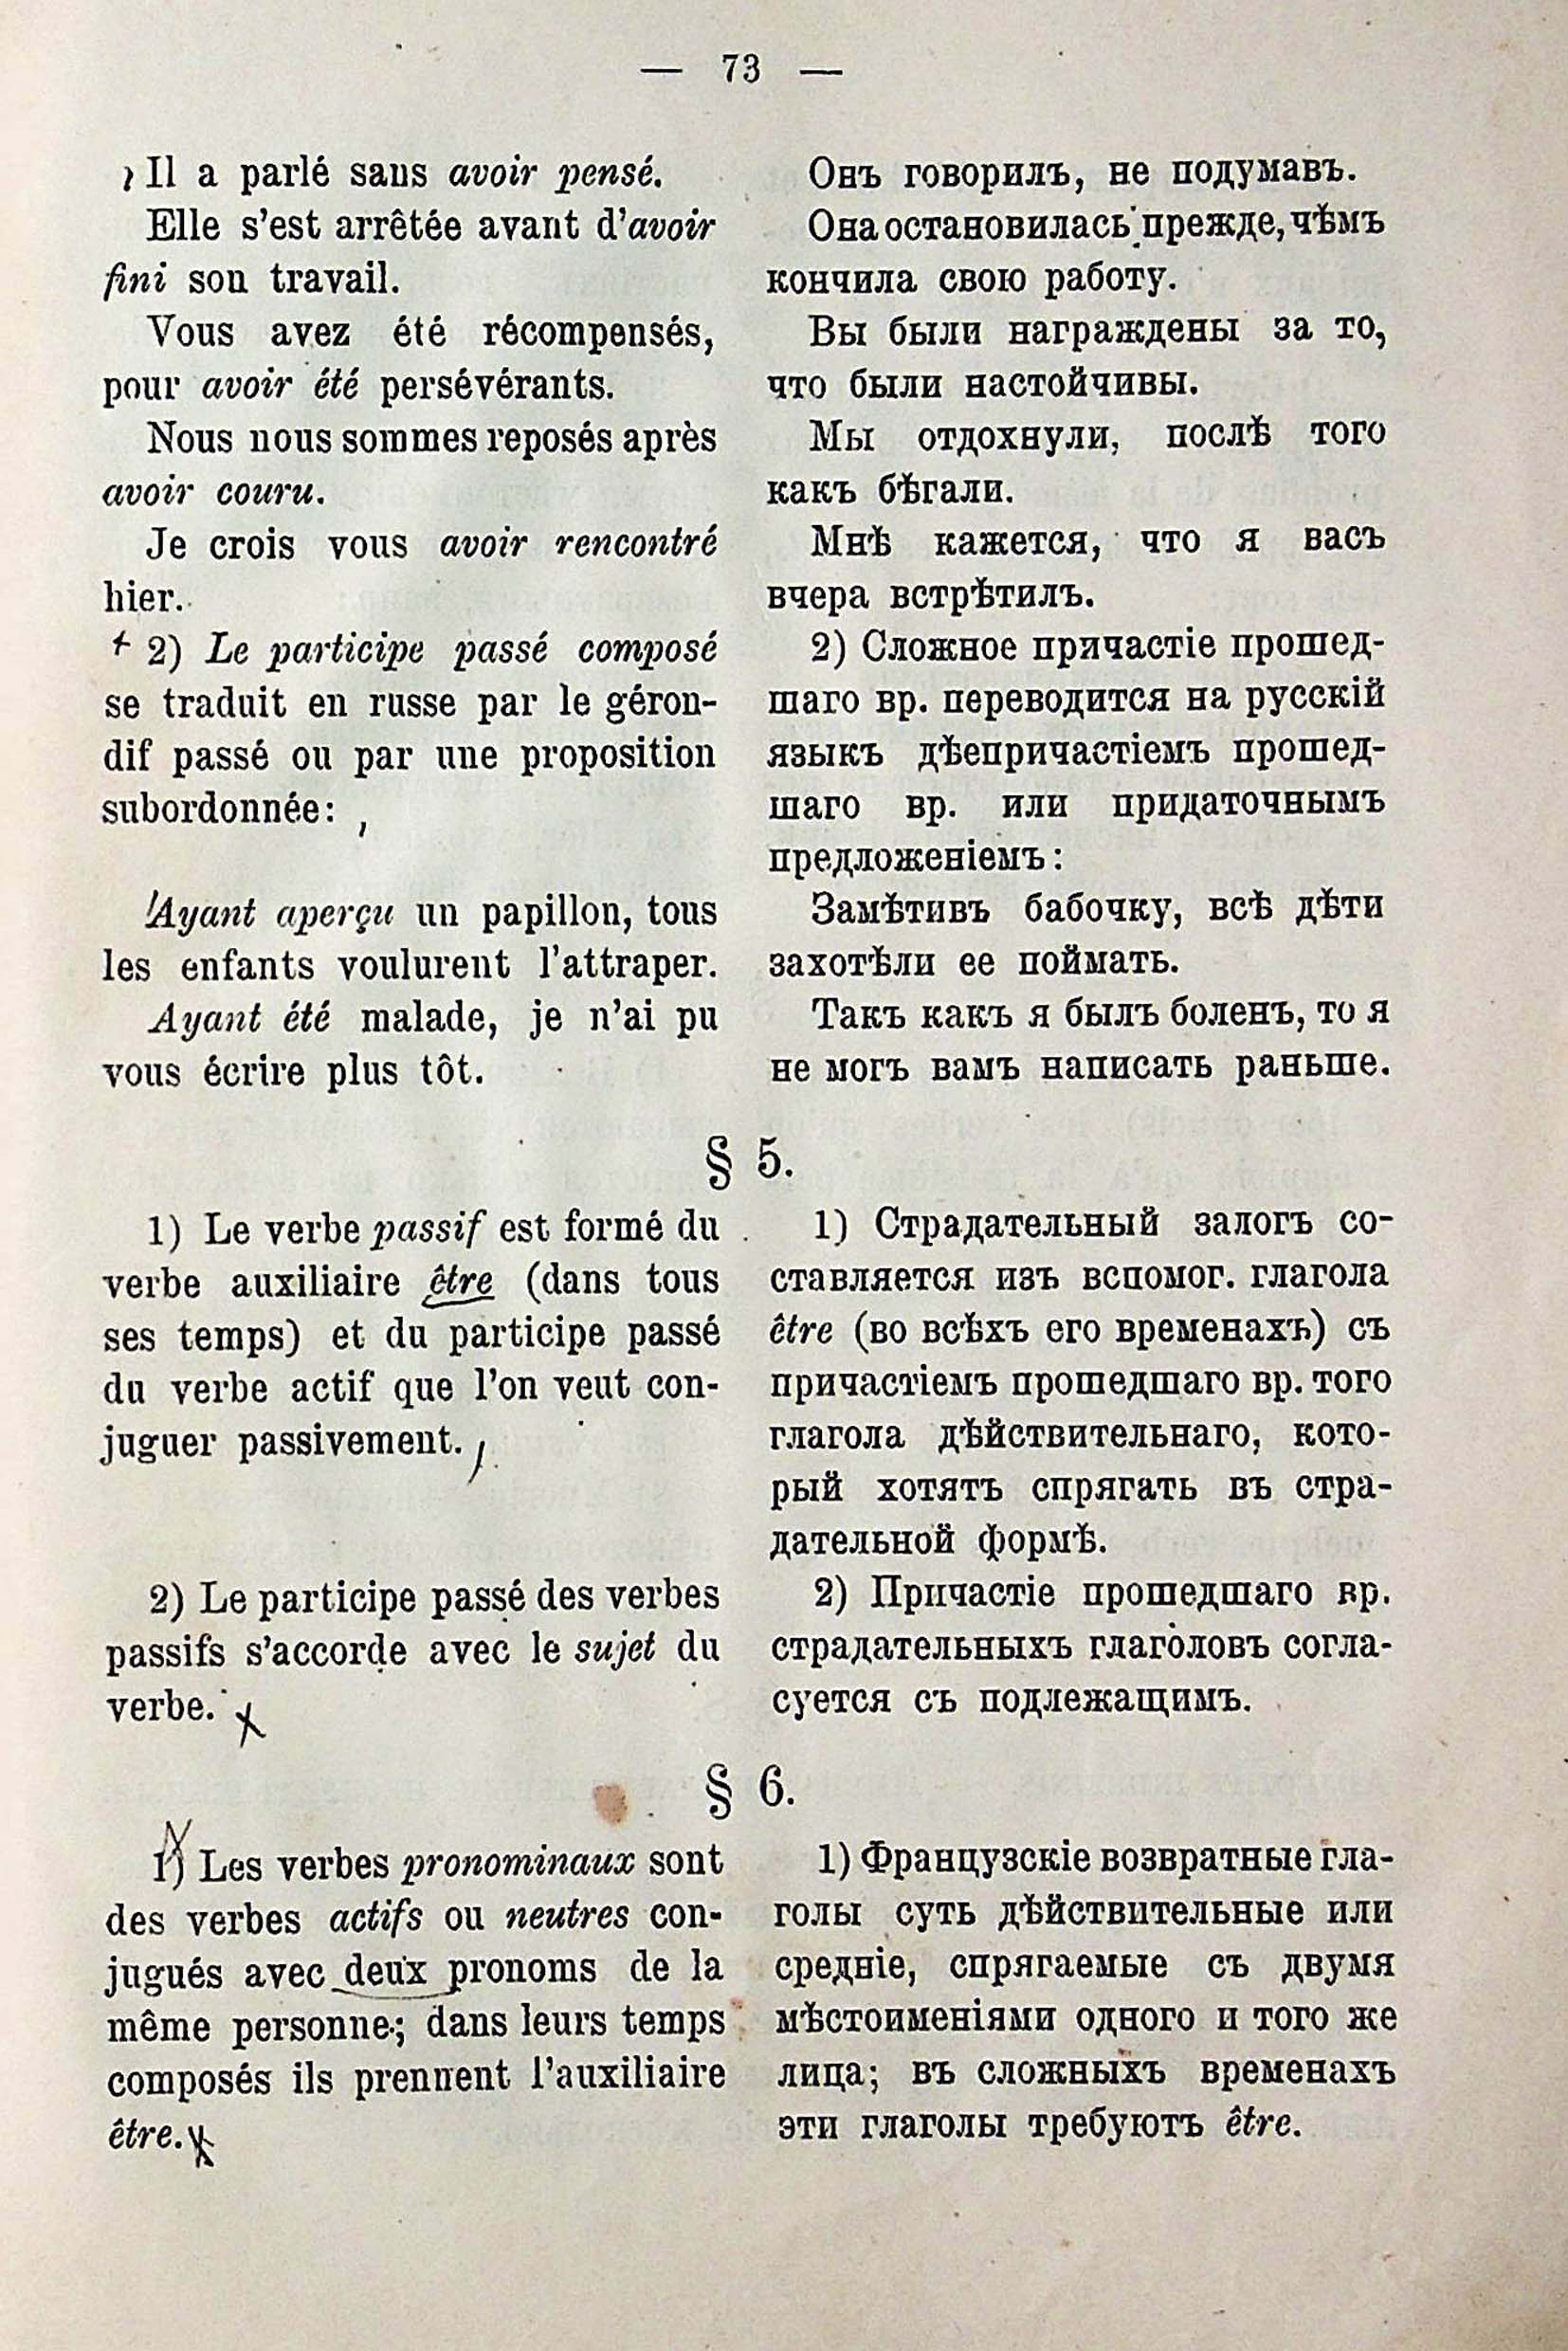 — 73 —
Il a parlé sans avoir pensé.
Elle s'est arrêtée avant d'avoir
fini son travail.
Vous avez été récompensés,
pour avoir été persévérants.
Nous nous sommes reposés après
avoir couru.
Je crois vous avoir rencontré
hier.
2) Le participe passé composé
se traduit en russe par le géron-
dif passé ou par une proposition
subordonnée:
Ayant aperçu un papillon, tous
les enfants voulurent l'attraper.
Ayant été malade, je n'ai pu
vous écrire plus tôt.
Онъ говорилъ, не подумавъ.
Она остановилась прежде, чѣмъ
кончила свою работу.
Вы были награждены за то,
что были настойчивы.
Мы отдохнули, послѣ того
какъ бѣгали.
Мнѣ кажется, что я васъ
вчера встрѣтилъ.
2) Сложное причастіе прошед-
шаго вр. переводится на русскій
языкъ дѣепричастіемъ прошед-
шаго вр. или придаточнымъ
предложеніемъ:
Замѣтивъ бабочку, всѣ дѣти
захотѣли ее поймать.
Такъ какъ я былъ боленъ, то я
не могъ вамъ написать раньше.
§ 5.
1) Le verbe passif est formé du
verbe auxiliaire être (dans tous
ses temps) et du participe passé
du verbe actif que l'on veut con-
juguer passivement.
2) Le participe passé des verbes
passifs s'accorde avec le sujet du
verbe.
1) Страдательный залогъ со-
ставляется изъ вспомог. глагола
être (во всѣхъ его временахъ) съ
причастіемъ прошедшаго вр. того
глагола дѣйствительнаго, кото-
рый хотятъ спрягать въ стра-
дательной формѣ.
2) Причастіе прошедшаго вр.
страдательныхъ глаголовъ согла-
суется съ подлежащимъ.
§ 6.
1) Les verbes pronominaux sont
des verbes actifs ou neutres con-
jugués avec deux pronoms de la
même personne; dans leurs temps
composés ils prennent l'auxiliaire
être.
1) Французскіе возвратные гла-
голы суть дѣйствительные или
средніе, спрягаемые съ двумя
мѣстоименіями одного и того же
лица; въ сложныхъ временахъ
эти глаголы требуютъ être.